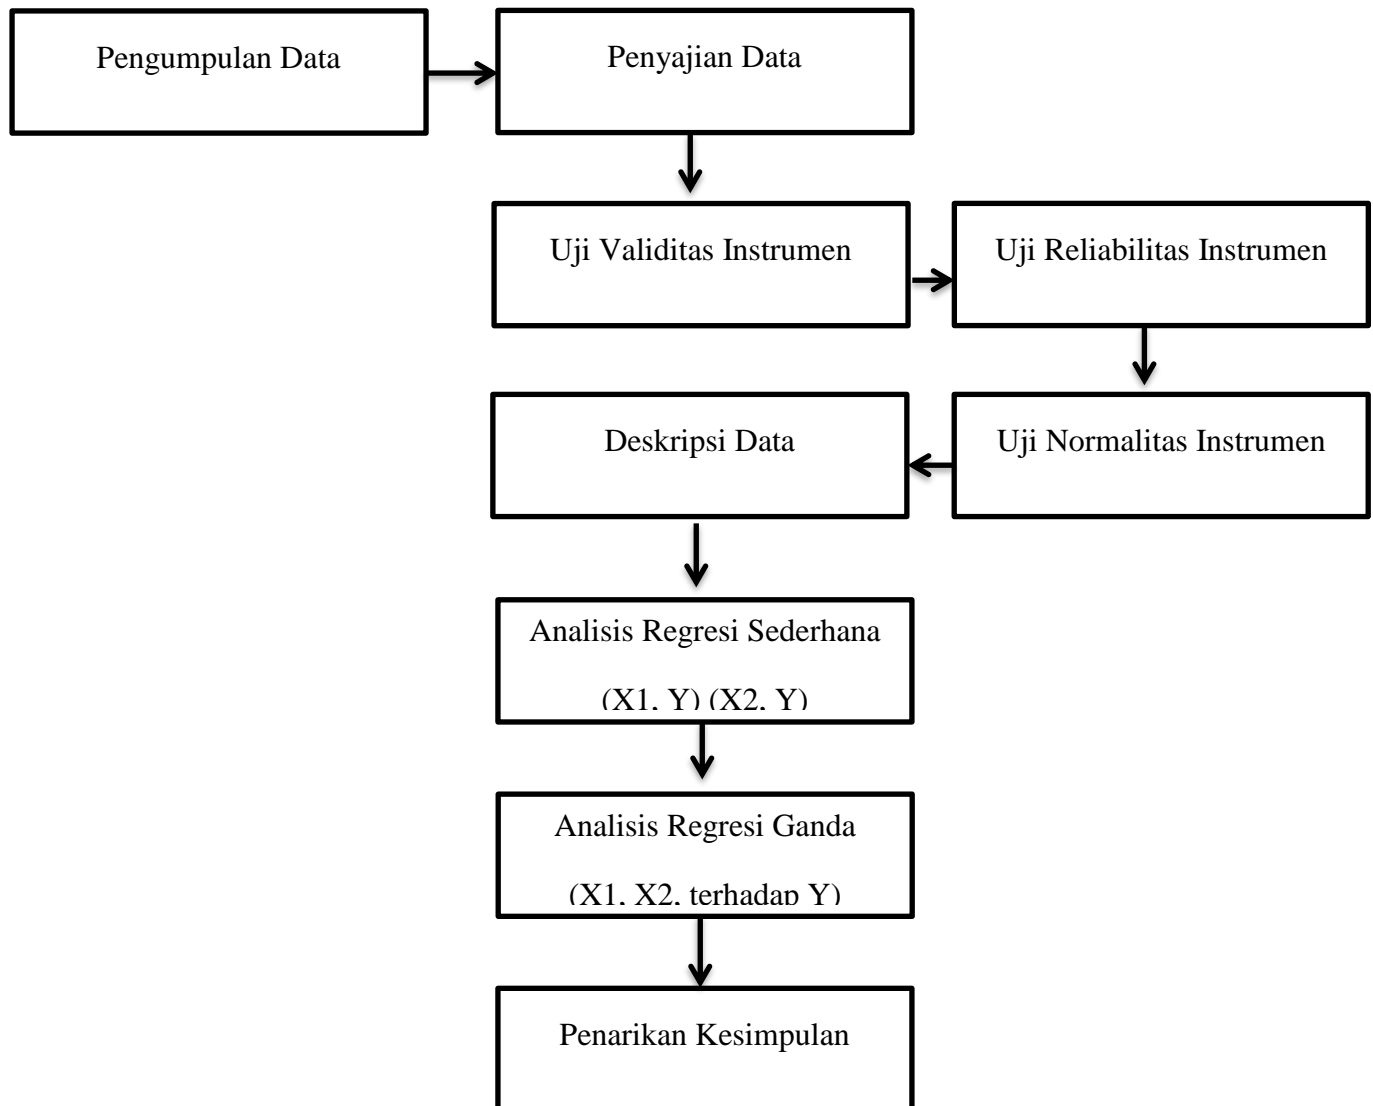 Pengumpulan Data
Penyajian Data
Uji Validitas Instrumen
Uji Reliabilitas Instrumen
Uji Normalitas Instrumen
Deskripsi Data
Analisis Regresi Sederhana
(X1, Y) (X2, Y)
Analisis Regresi Ganda
(X1, X2, terhadap Y)
Penarikan Kesimpulan